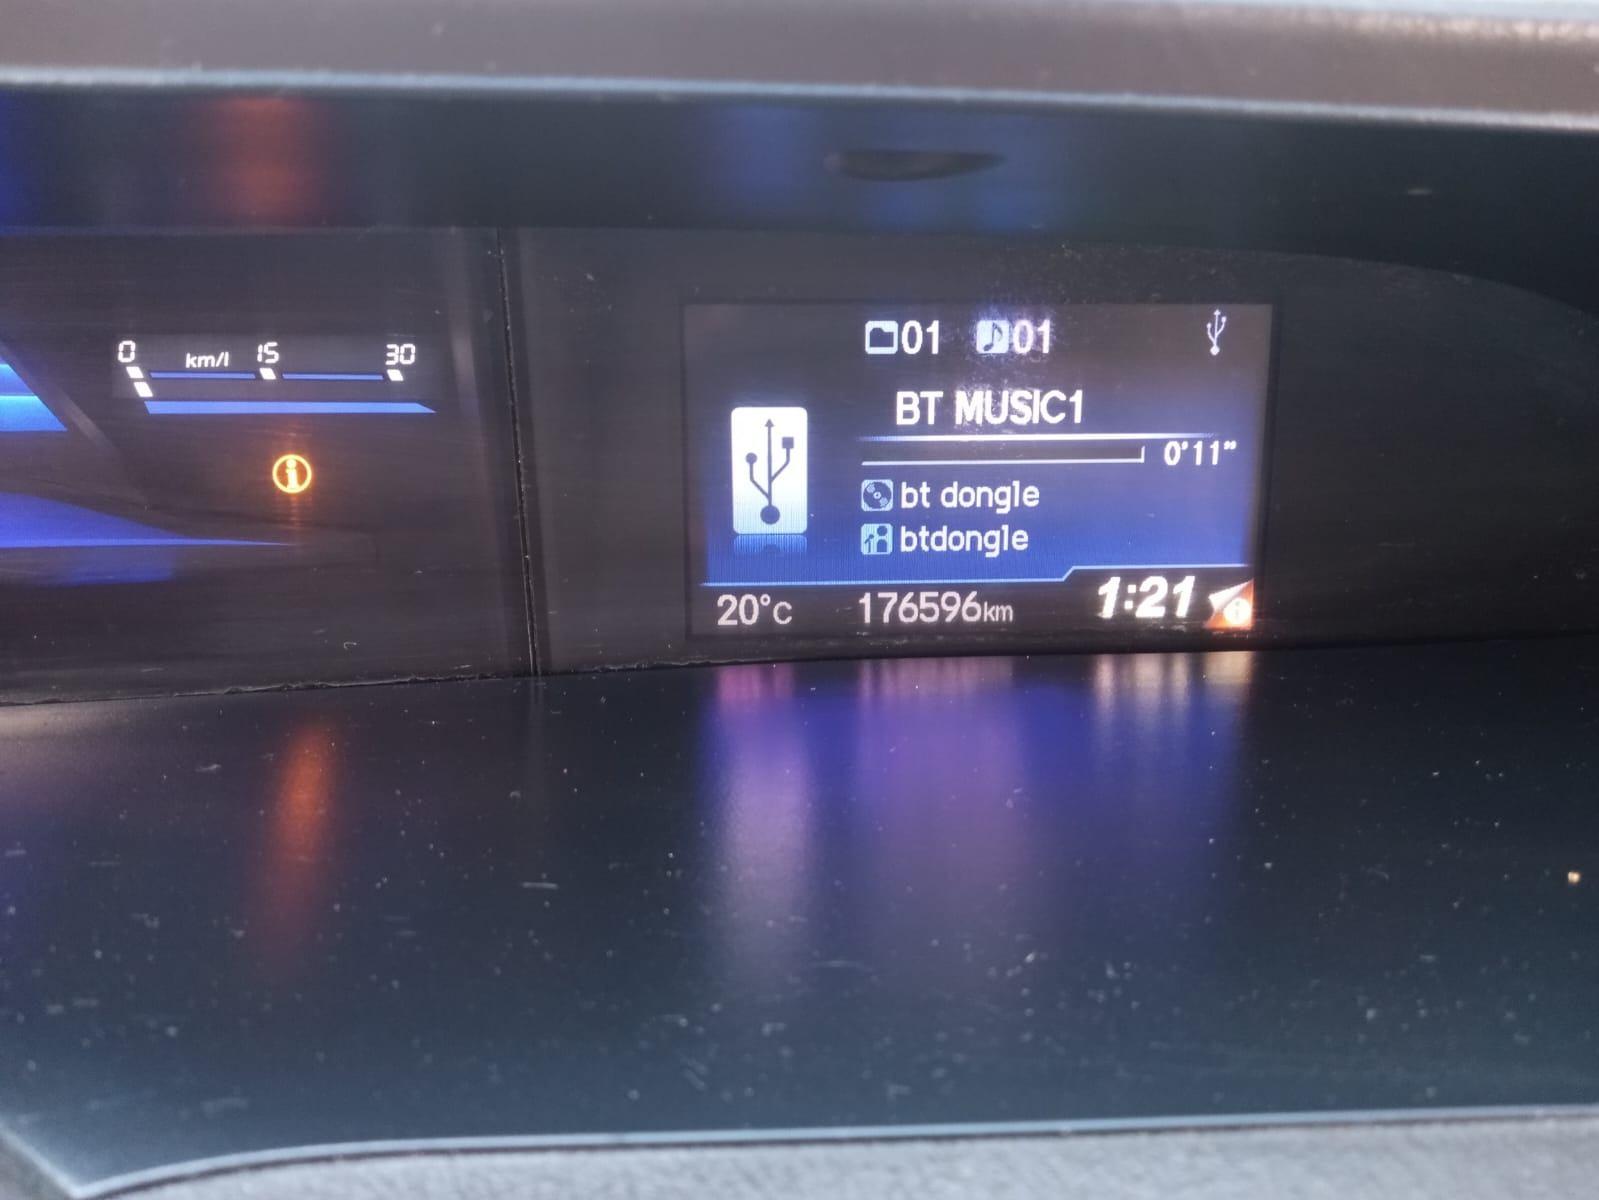 0 km/l 15 30
01 01
BT MUSIC1
0'11"
bt dongle
btdongle
20°C 176596km 1:21